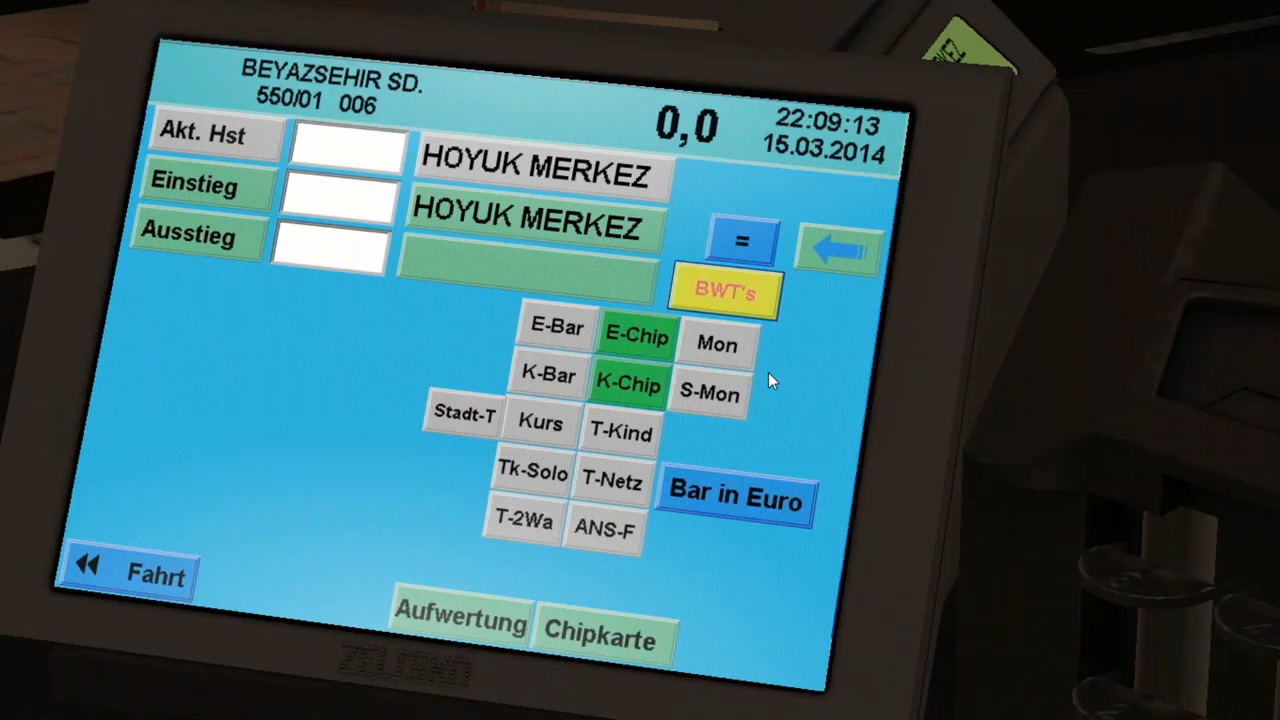 BEYAZSEHIR SD.
550/01 006
0,0
22:09:13
15.03.2014
Akt. Hst
HOYUK MERKEZ
Einstieg
HOYUK MERKEZ
Ausstieg
=
BWT's
E-Bar E-Chip Mon
K-Bar K-Chip S-Mon
Stadt-T Kurs T-Kind
Tk-Solo T-Netz
Bar in Euro
T-2Wa ANS-F
Fahrt
Aufwertung Chipkarte